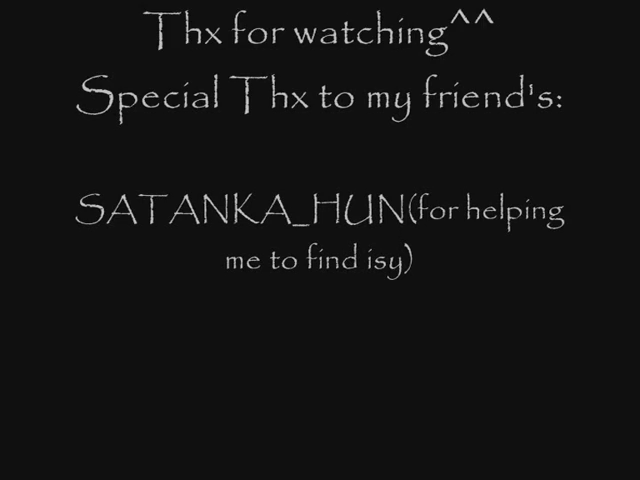 Thx for watching^^
Special Thx to my friend's:
SATANKA_HUN(for helping
me to find isy)